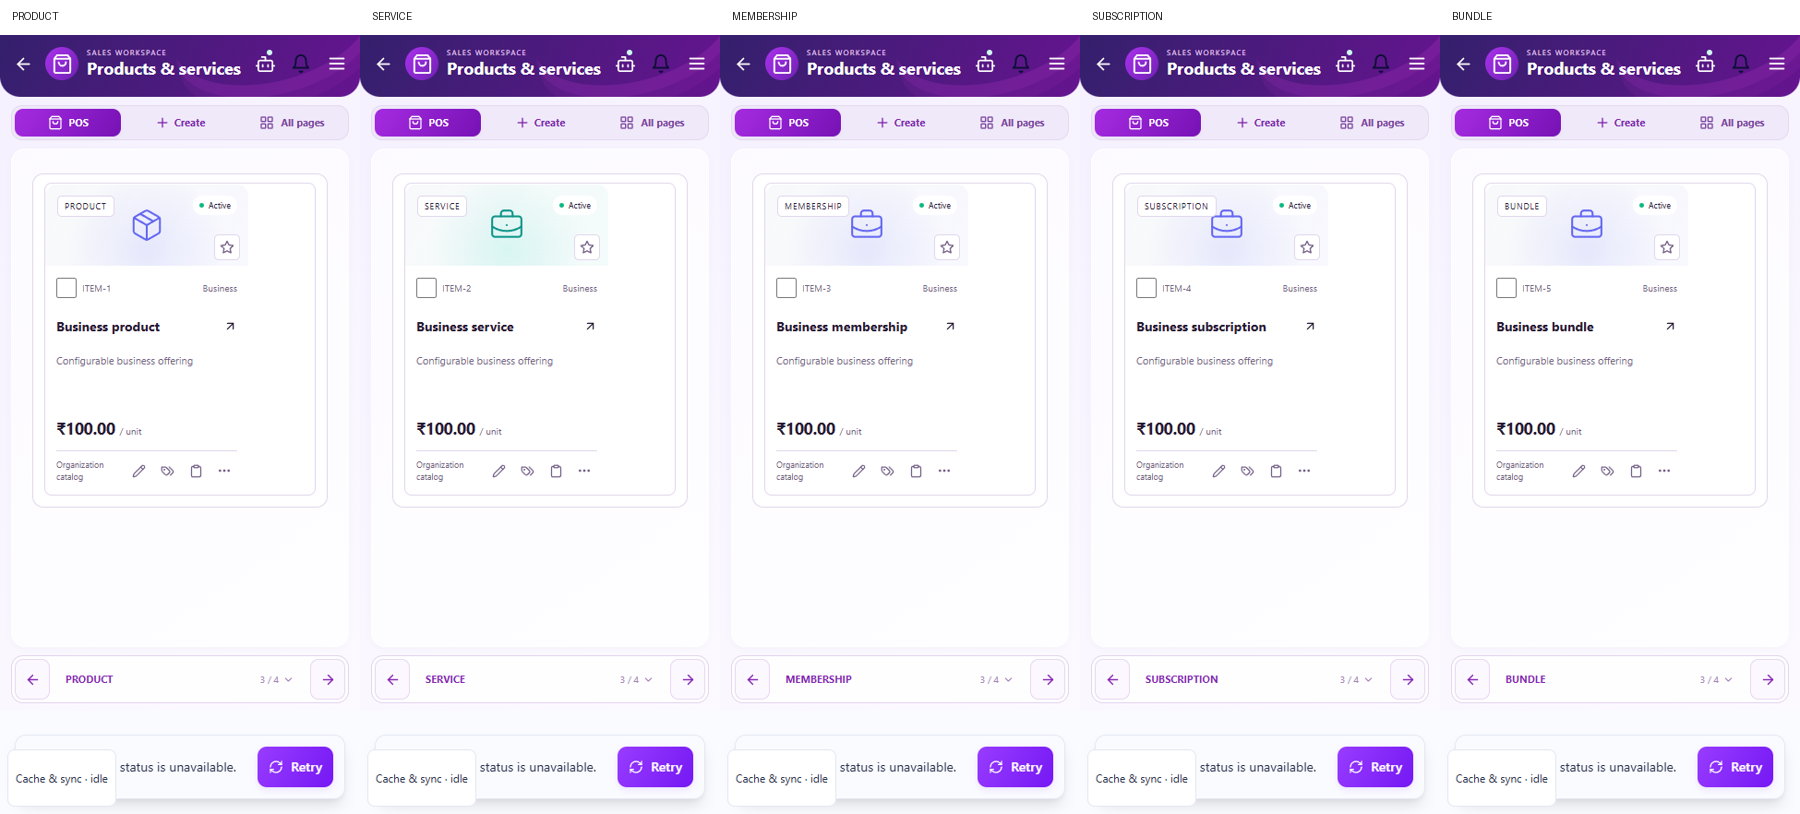 PRODUCT
SALES WORKSPACE
Products & services
POS
Create
All pages
PRODUCT
Active
ITEM-1
Business
Business product
Configurable business offering
₹100.00 / unit
Organization
catalog
PRODUCT
3 / 4
Cache & sync · idle
status is unavailable.
Retry
SERVICE
SALES WORKSPACE
Products & services
POS
Create
All pages
SERVICE
Active
ITEM-2
Business
Business service
Configurable business offering
₹100.00 / unit
Organization
catalog
SERVICE
3 / 4
Cache & sync · idle
status is unavailable.
Retry
MEMBERSHIP
SALES WORKSPACE
Products & services
POS
Create
All pages
MEMBERSHIP
Active
ITEM-3
Business
Business membership
Configurable business offering
₹100.00 / unit
Organization
catalog
MEMBERSHIP
3 / 4
Cache & sync · idle
status is unavailable.
Retry
SUBSCRIPTION
SALES WORKSPACE
Products & services
POS
Create
All pages
SUBSCRIPTION
Active
ITEM-4
Business
Business subscription
Configurable business offering
₹100.00 / unit
Organization
catalog
SUBSCRIPTION
3 / 4
Cache & sync · idle
status is unavailable.
Retry
BUNDLE
SALES WORKSPACE
Products & services
POS
Create
All pages
BUNDLE
Active
ITEM-5
Business
Business bundle
Configurable business offering
₹100.00 / unit
Organization
catalog
BUNDLE
3 / 4
Cache & sync · idle
status is unavailable.
Retry